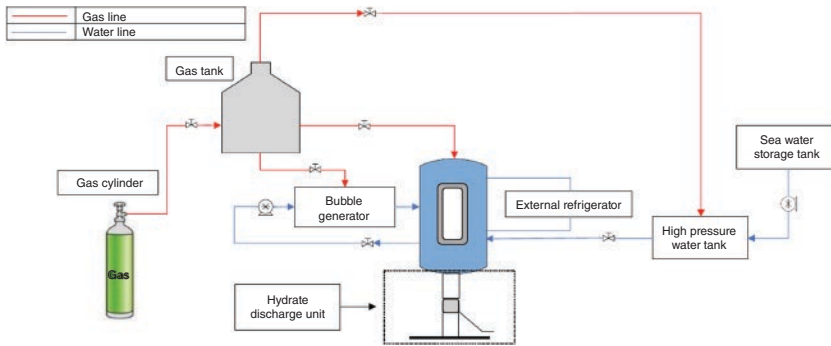 Gas line
Water line
Gas tank
Sea water
storage tank
Gas cylinder
Bubble
generator
External refrigerator
High pressure
water tank
Gas
Hydrate
discharge unit